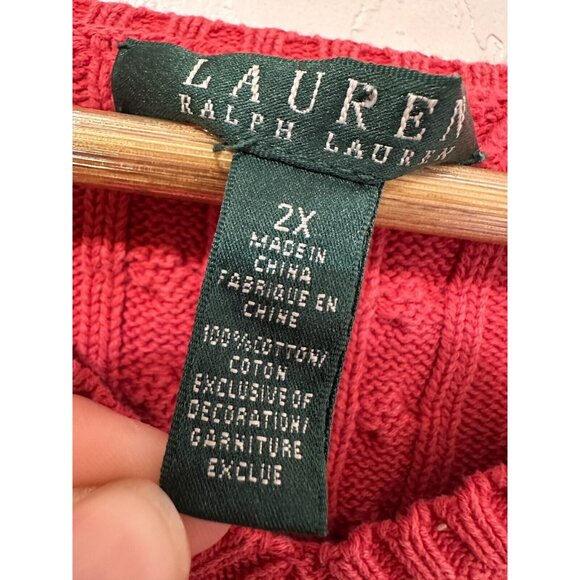 LAUREN
RALPH LAUREN
2X
MADE IN
CHINA
FABRIQUE EN
CHINE
100% COTTON/
COTON
EXCLUSIVE OF
DECORATION/
GARNITURE
EXCLUE